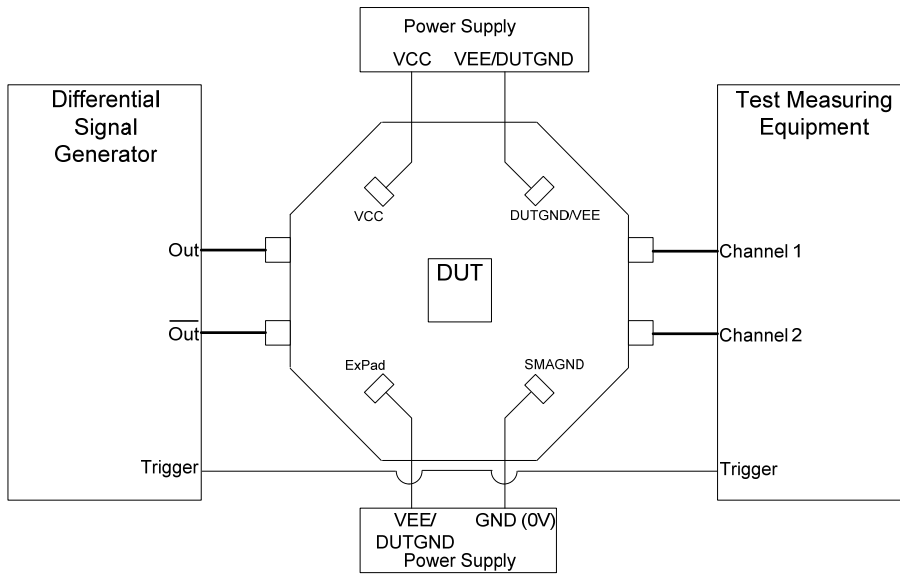 Power Supply
VCC VEE/DUTGND
Differential
Signal
Generator
Test Measuring
Equipment
VCC
DUTGND/VEE
Out
Channel 1
DUT
Out
Channel 2
ExPad
SMAGND
Trigger
Trigger
VEE/
DUTGND
GND (0V)
Power Supply